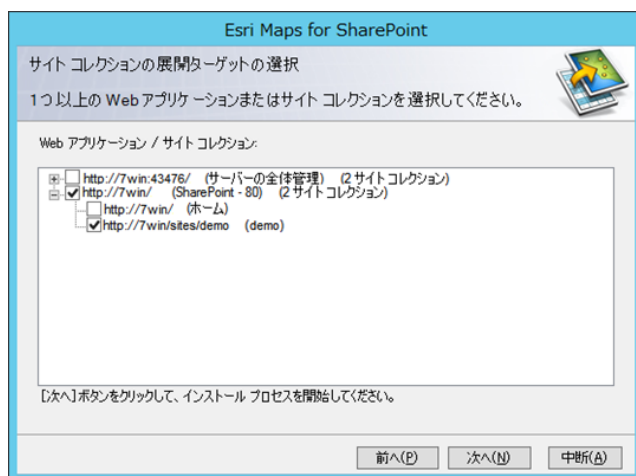 Esri Maps for SharePoint
サイト コレクションの展開ターゲットの選択
1つ以上の Web アプリケーションまたはサイト コレクションを選択してください。
Web アプリケーション / サイト コレクション:
http://7win:43476/ (サーバーの全体管理) (2 サイトコレクション)
http://7win/ (SharePoint - 80) (2 サイトコレクション)
http://7win/ (ホーム)
http://7win/sites/demo (demo)
[次へ]ボタンをクリックして、インストール プロセスを開始してください。
前へ(P) 次へ(N) 中断(A)